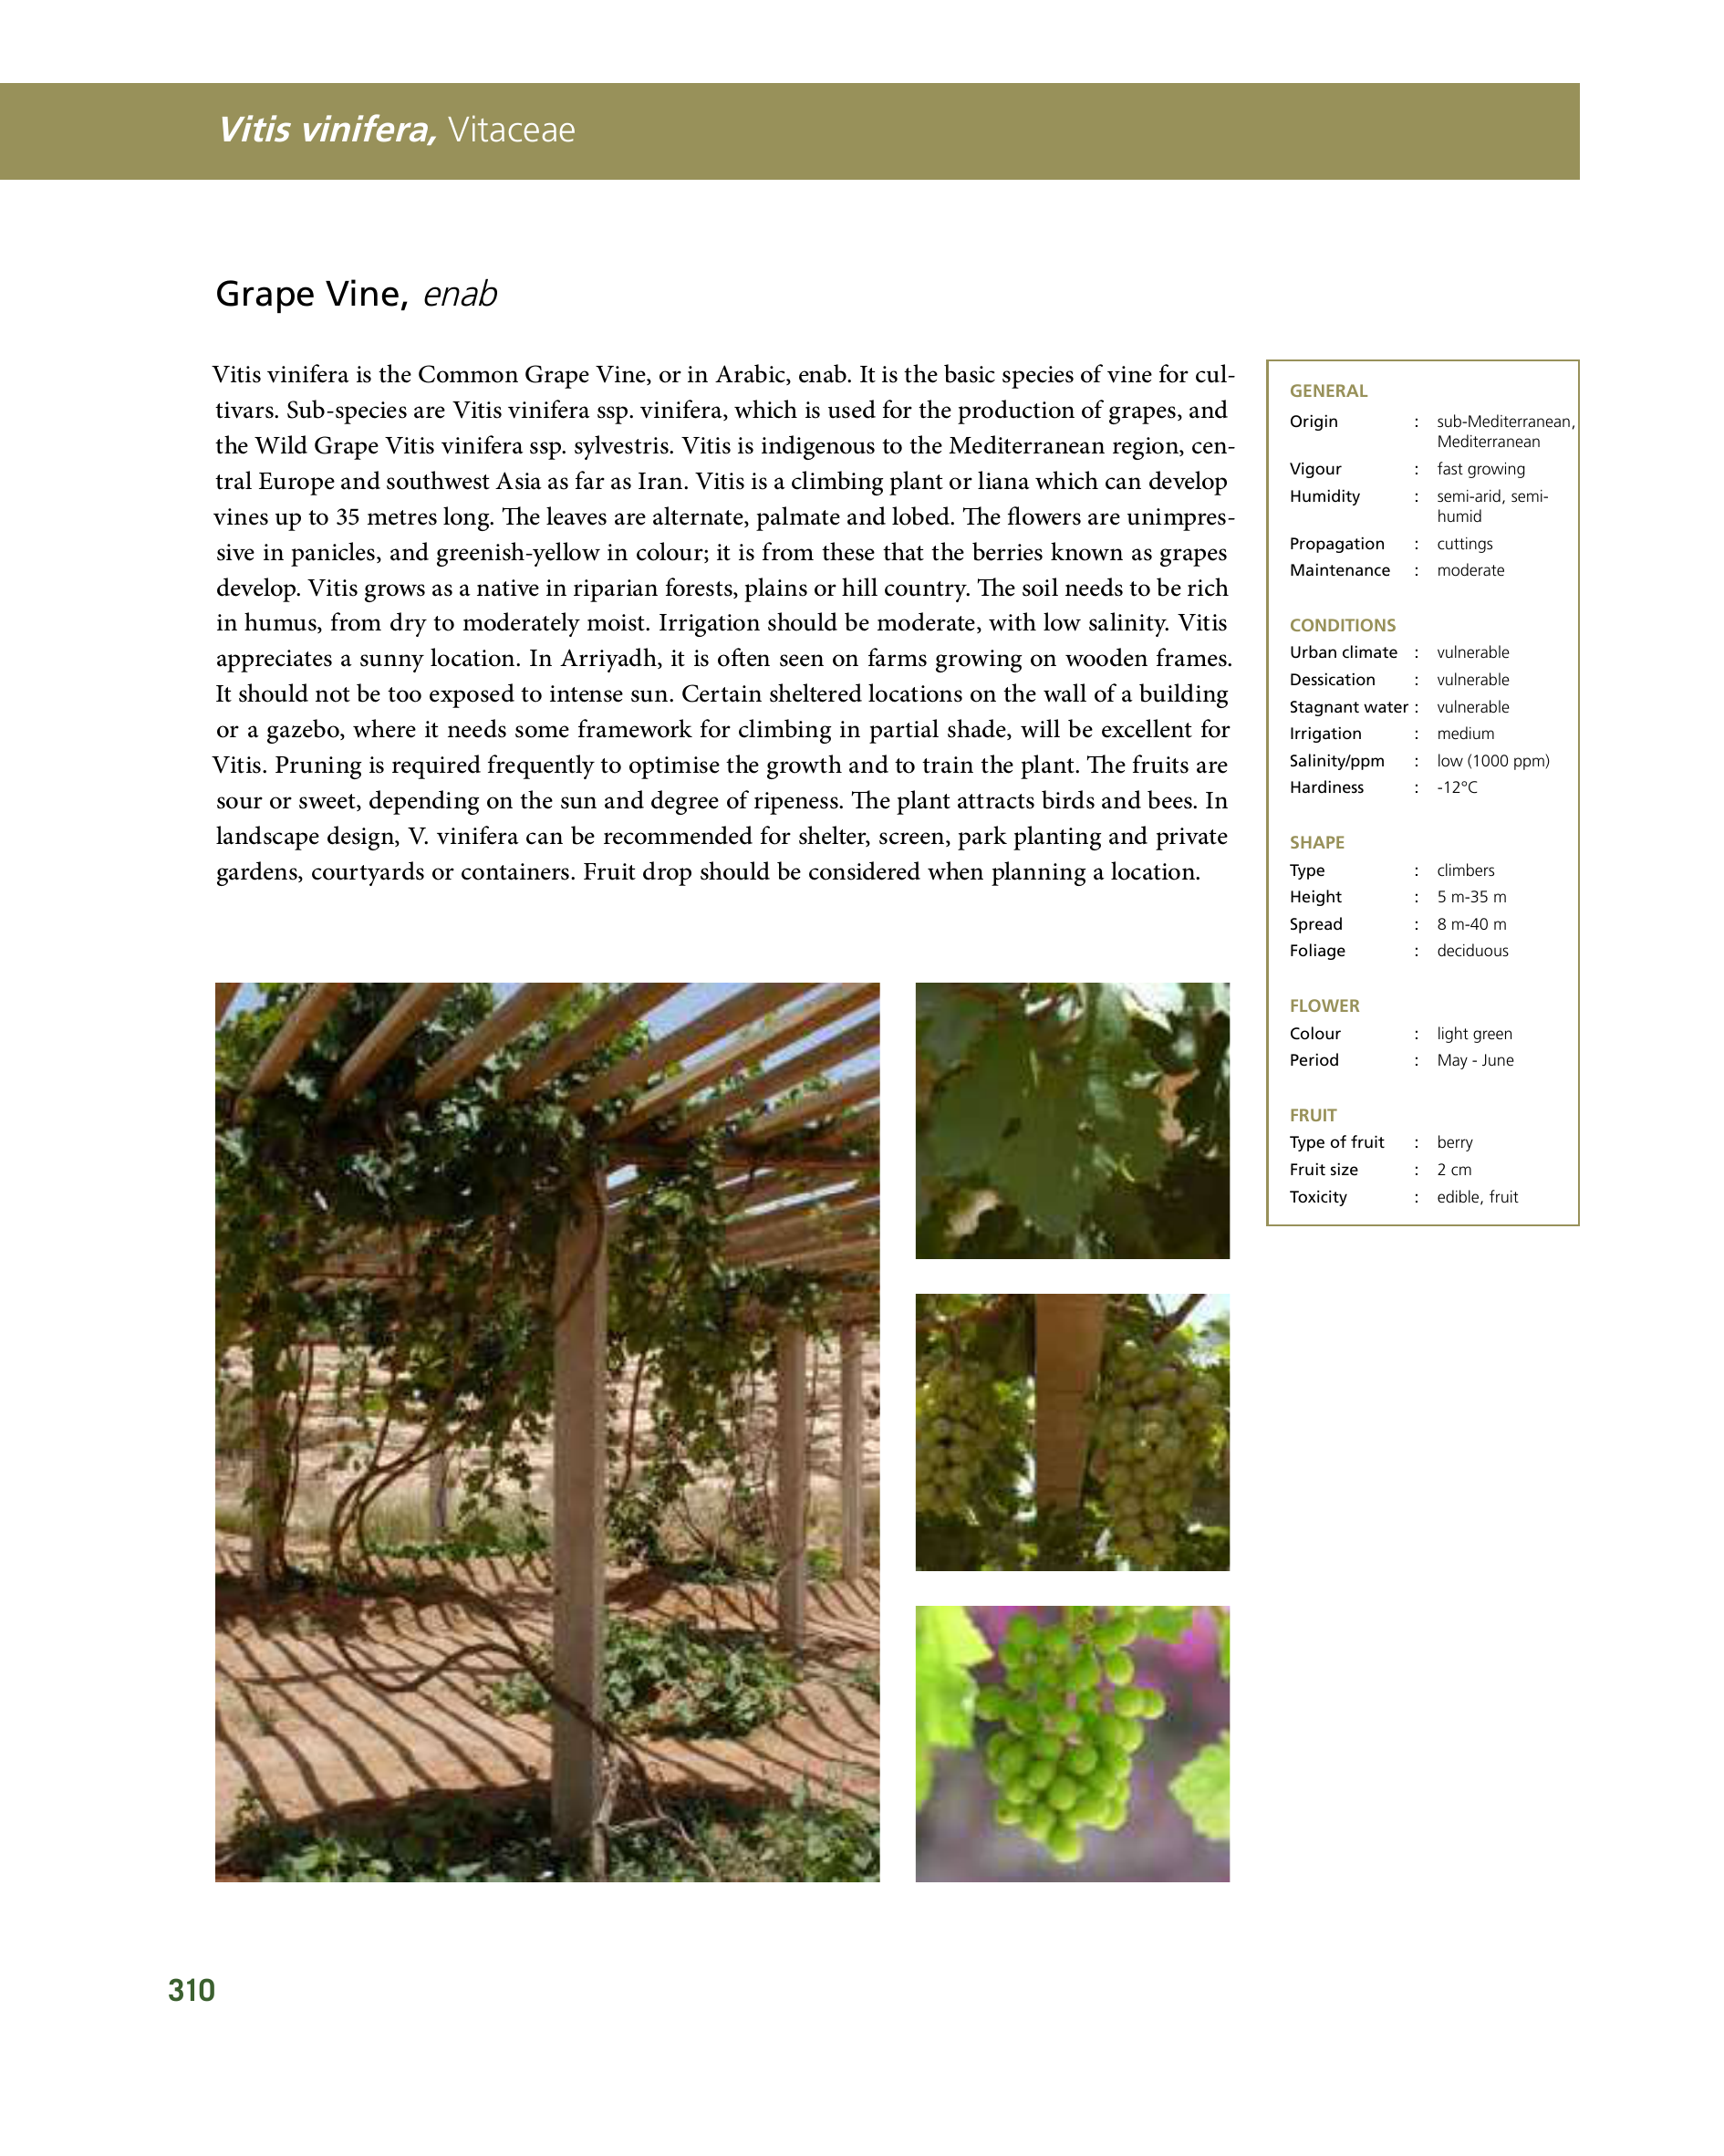 Vitis vinifera, Vitaceae
Grape Vine, enab
Vitis vinifera is the Common Grape Vine, or in Arabic, enab. It is the basic species of vine for cul-
tivars. Sub-species are Vitis vinifera ssp. vinifera, which is used for the production of grapes, and
the Wild Grape Vitis vinifera ssp. sylvestris. Vitis is indigenous to the Mediterranean region, cen-
tral Europe and southwest Asia as far as Iran. Vitis is a climbing plant or liana which can develop
vines up to 35 metres long. The leaves are alternate, palmate and lobed. The flowers are unimpres-
sive in panicles, and greenish-yellow in colour; it is from these that the berries known as grapes
develop. Vitis grows as a native in riparian forests, plains or hill country. The soil needs to be rich
in humus, from dry to moderately moist. Irrigation should be moderate, with low salinity. Vitis
appreciates a sunny location. In Arriyadh, it is often seen on farms growing on wooden frames.
It should not be too exposed to intense sun. Certain sheltered locations on the wall of a building
or a gazebo, where it needs some framework for climbing in partial shade, will be excellent for
Vitis. Pruning is required frequently to optimise the growth and to train the plant. The fruits are
sour or sweet, depending on the sun and degree of ripeness. The plant attracts birds and bees. In
landscape design, V. vinifera can be recommended for shelter, screen, park planting and private
gardens, courtyards or containers. Fruit drop should be considered when planning a location.
GENERAL
Origin : sub-Mediterranean,
Mediterranean
Vigour : fast growing
Humidity : semi-arid, semi-
humid
Propagation : cuttings
Maintenance : moderate
CONDITIONS
Urban climate : vulnerable
Dessication : vulnerable
Stagnant water : vulnerable
Irrigation : medium
Salinity/ppm : low (1000 ppm)
Hardiness : -12°C
SHAPE
Type : climbers
Height : 5 m-35 m
Spread : 8 m-40 m
Foliage : deciduous
FLOWER
Colour : light green
Period : May - June
FRUIT
Type of fruit : berry
Fruit size : 2 cm
Toxicity : edible, fruit
310